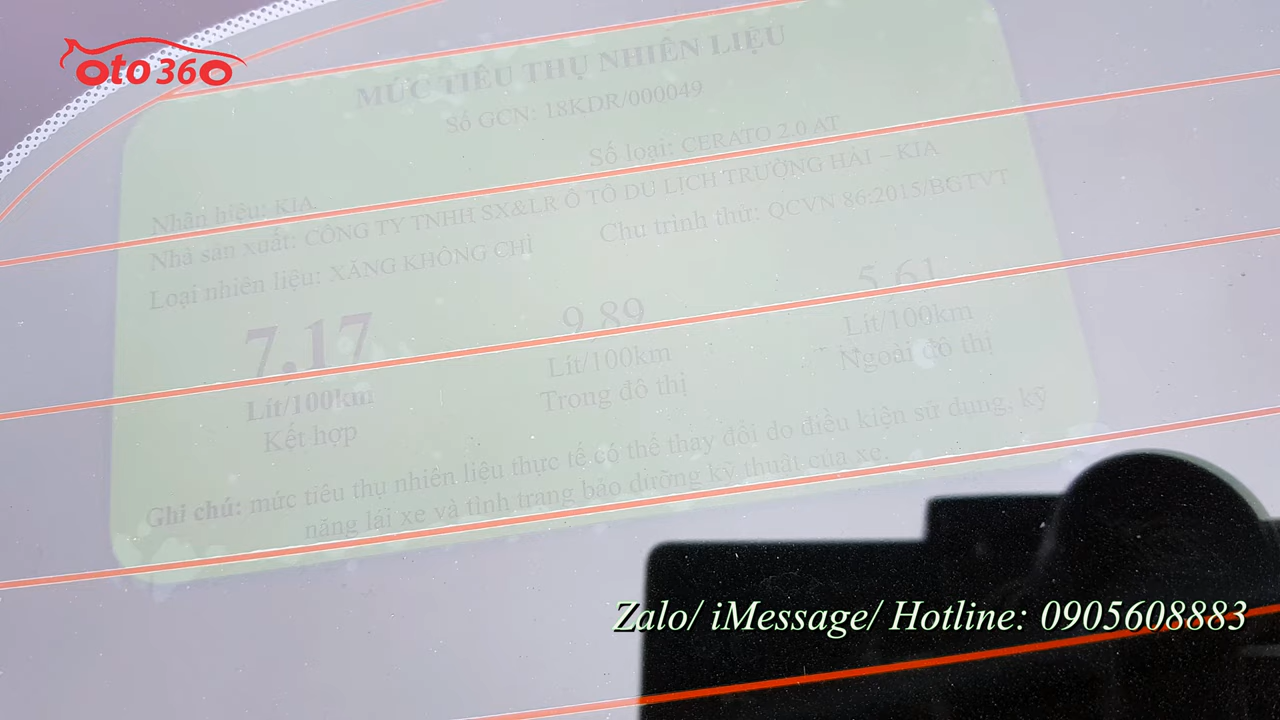 oto360
MỨC TIÊU THỤ NHIÊN LIỆU
Số GCN: 18KDR/000049
Nhãn hiệu: KIA Số loại: CERATO 2.0 AT
Nhà sản xuất: CÔNG TY TNHH SX&LR Ô TÔ DU LỊCH TRƯỜNG HẢI – KIA
Loại nhiên liệu: XĂNG KHÔNG CHÌ Chu trình thử: QCVN 86:2015/BGTVT
7,17 9,89 5,61
Lít/100km Lít/100km Lít/100km
Kết hợp Trong đô thị Ngoài đô thị
Ghi chú: mức tiêu thụ nhiên liệu thực tế có thể thay đổi do điều kiện sử dụng, kỹ
năng lái xe và tình trạng bảo dưỡng kỹ thuật của xe.
Zalo/ iMessage/ Hotline: 0905608883